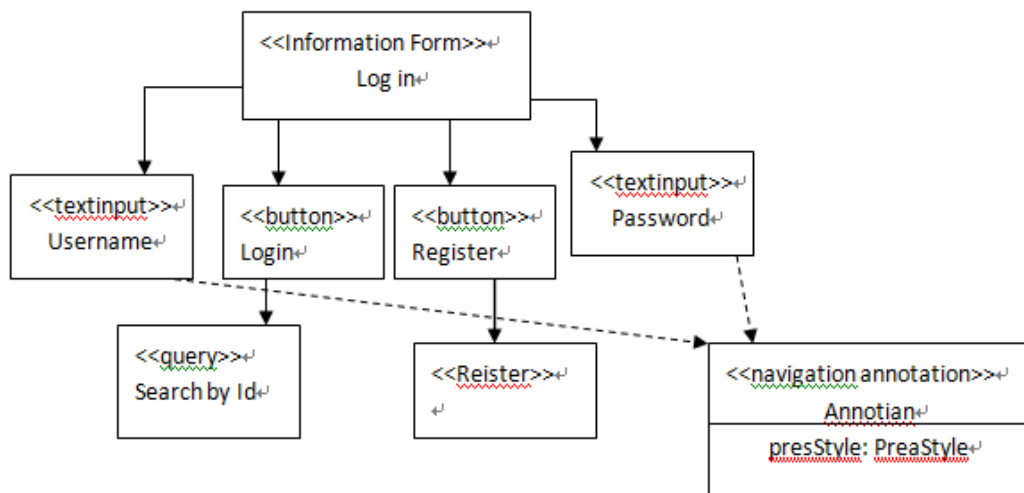 <<Information Form>>
Log in
<<textinput>>
Username
<<button>>
Login
<<button>>
Register
<<textinput>>
Password
<<query>>
Search by Id
<<Reister>>
<<navigation annotation>>
Annotian
presStyle: PreaStyle